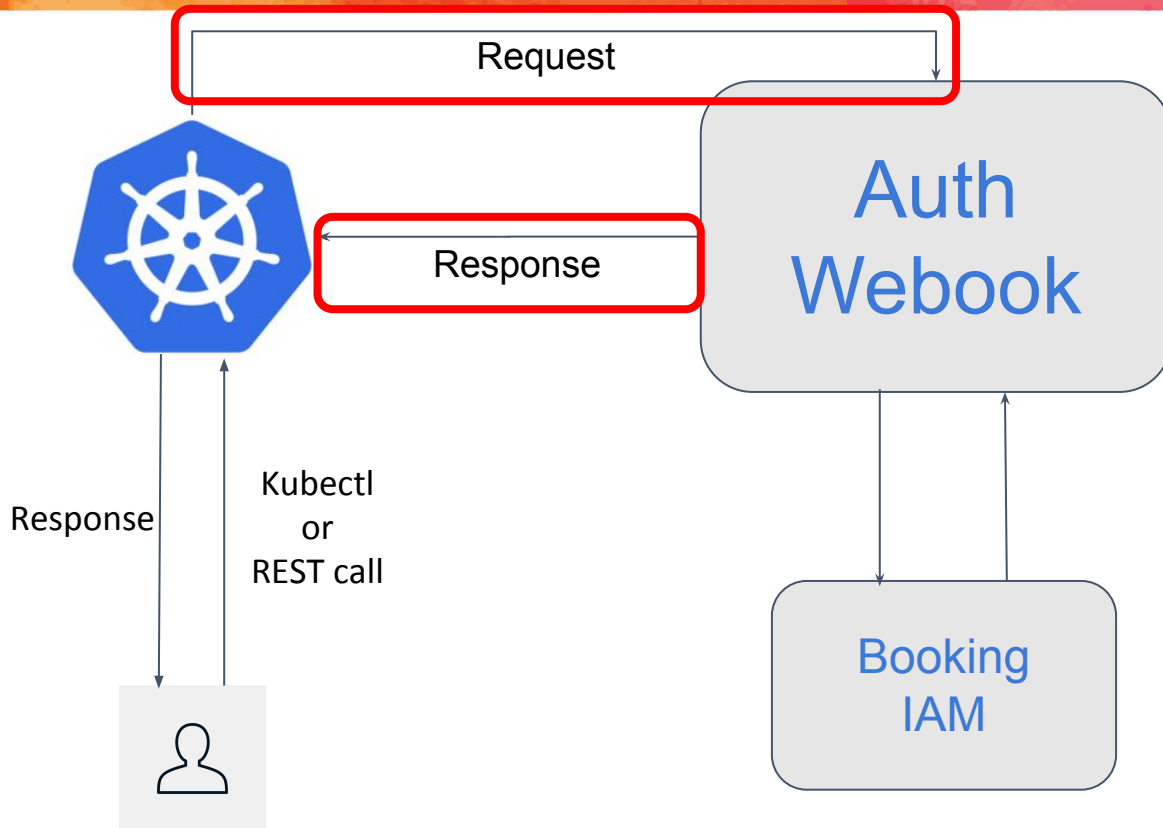 Request
Auth
Webook
Response
Response
Kubectl
or
REST call
Booking
IAM